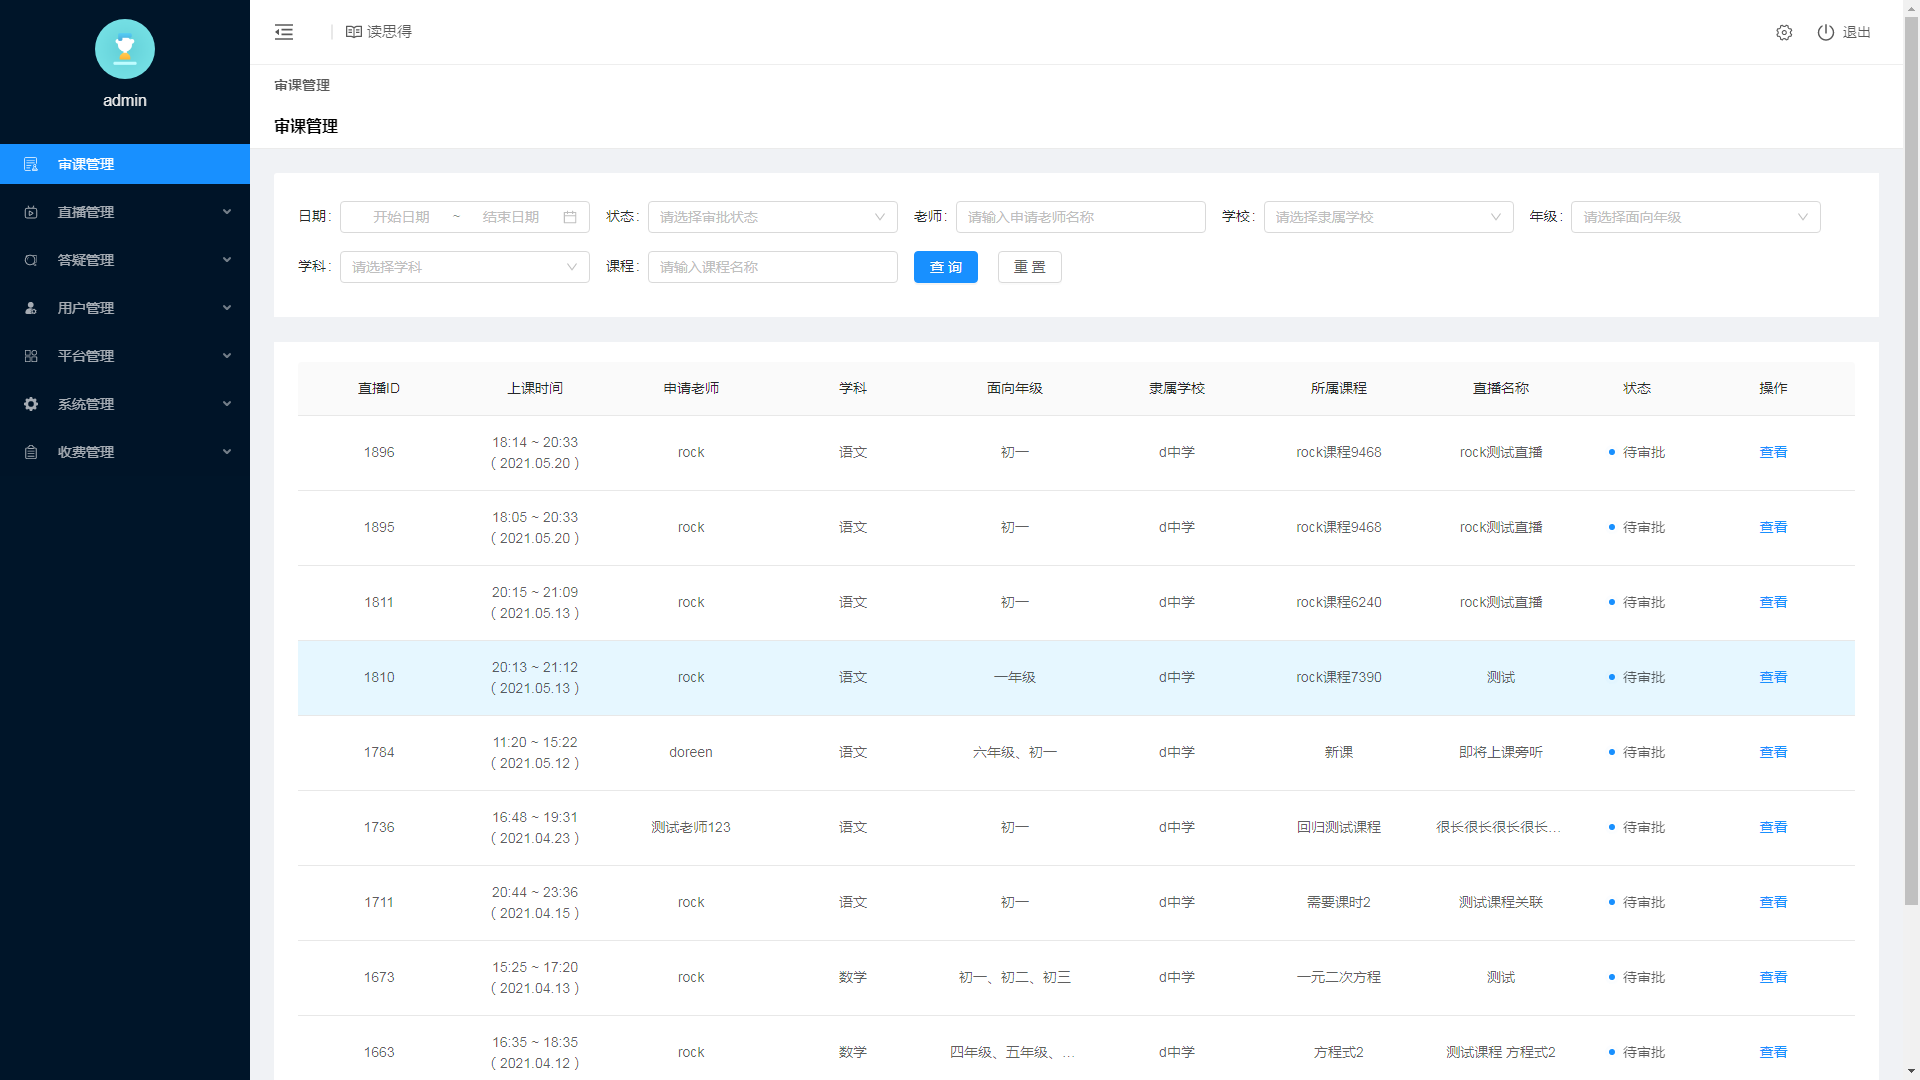 admin
审课管理
直播管理
答疑管理
用户管理
平台管理
系统管理
收费管理
读思得
退出
审课管理
审课管理
日期: 开始日期 ~ 结束日期 状态: 请选择审批状态 老师: 请输入申请老师名称 学校: 请选择隶属学校 年级: 请选择面向年级
学科: 请选择学科 课程: 请输入课程名称 查 询 重 置
直播ID 上课时间 申请老师 学科 面向年级 隶属学校 所属课程 直播名称 状态 操作
1896 18:14 ~ 20:33 ( 2021.05.20 ) rock 语文 初一 d中学 rock课程9468 rock测试直播 待审批 查看
1895 18:05 ~ 20:33 ( 2021.05.20 ) rock 语文 初一 d中学 rock课程9468 rock测试直播 待审批 查看
1811 20:15 ~ 21:09 ( 2021.05.13 ) rock 语文 初一 d中学 rock课程6240 rock测试直播 待审批 查看
1810 20:13 ~ 21:12 ( 2021.05.13 ) rock 语文 一年级 d中学 rock课程7390 测试 待审批 查看
1784 11:20 ~ 15:22 ( 2021.05.12 ) doreen 语文 六年级、初一 d中学 新课 即将上课旁听 待审批 查看
1736 16:48 ~ 19:31 ( 2021.04.23 ) 测试老师123 语文 初一 d中学 回归测试课程 很长很长很长很长... 待审批 查看
1711 20:44 ~ 23:36 ( 2021.04.15 ) rock 语文 初一 d中学 需要课时2 测试课程关联 待审批 查看
1673 15:25 ~ 17:20 ( 2021.04.13 ) rock 数学 初一、初二、初三 d中学 一元二次方程 测试 待审批 查看
1663 16:35 ~ 18:35 ( 2021.04.12 ) rock 数学 四年级、五年级、... d中学 方程式2 测试课程 方程式2 待审批 查看